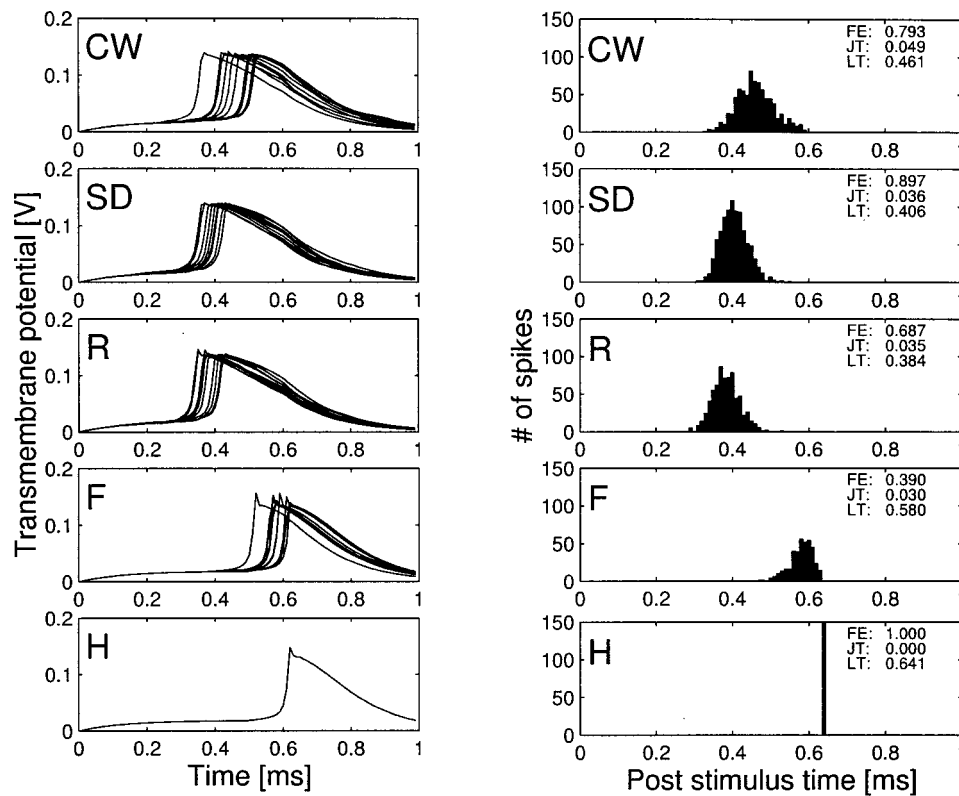 Transmembrane potential [V]
0.2
CW
0.1
0
0 0.2 0.4 0.6 0.8 1
0.2
SD
0.1
0
0 0.2 0.4 0.6 0.8 1
0.2
R
0.1
0
0 0.2 0.4 0.6 0.8 1
0.2
F
0.1
0
0 0.2 0.4 0.6 0.8 1
0.2
H
0.1
0
0 0.2 0.4 0.6 0.8 1
Time [ms]
# of spikes
150
CW
FE: 0.793
JT: 0.049
LT: 0.461
100
50
0
0 0.2 0.4 0.6 0.8 1
150
SD
FE: 0.897
JT: 0.036
LT: 0.406
100
50
0
0 0.2 0.4 0.6 0.8 1
150
R
FE: 0.687
JT: 0.035
LT: 0.384
100
50
0
0 0.2 0.4 0.6 0.8 1
150
F
FE: 0.390
JT: 0.030
LT: 0.580
100
50
0
0 0.2 0.4 0.6 0.8 1
150
H
FE: 1.000
JT: 0.000
LT: 0.641
100
50
0
0 0.2 0.4 0.6 0.8 1
Post stimulus time [ms]